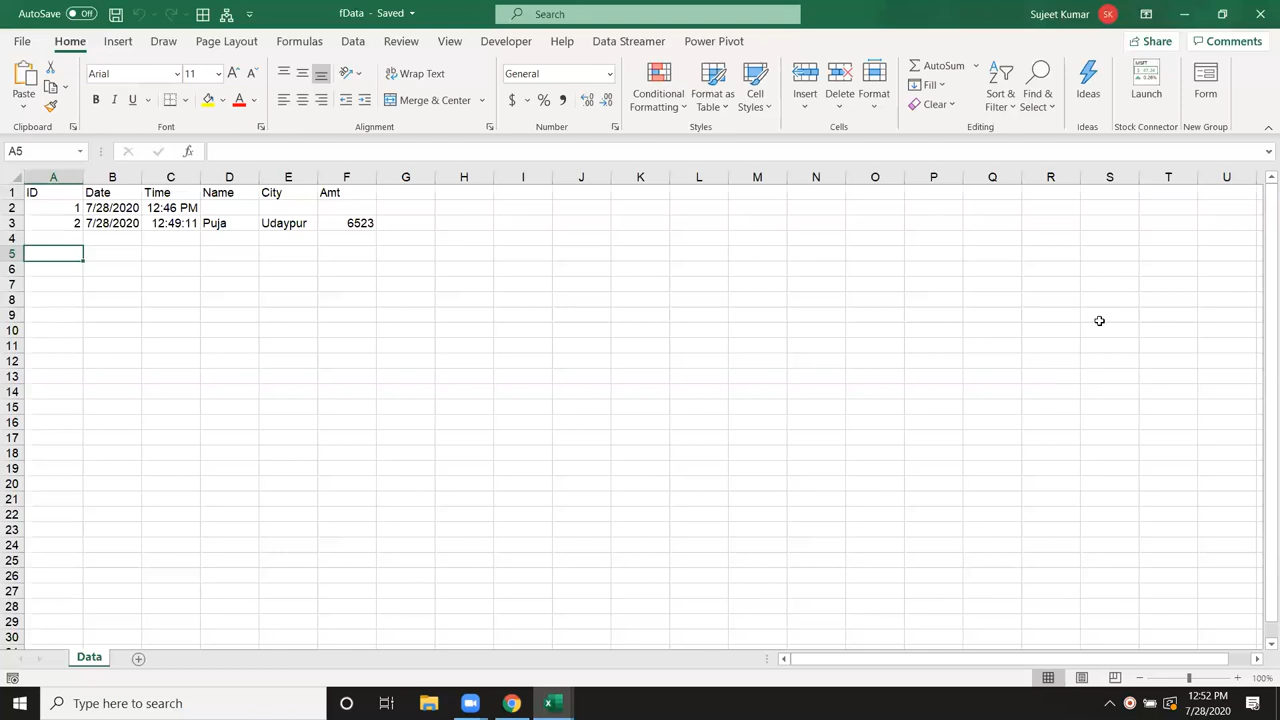 AutoSave Off fData - Saved Search Sujeet Kumar SK
File Home Insert Draw Page Layout Formulas Data Review View Developer Help Data Streamer Power Pivot Share Comments
Paste Arial 11 Wrap Text General Conditional Formatting Format as Table Cell Styles Insert Delete Format AutoSum Fill Clear Sort & Filter Find & Select Ideas Launch Form
B I U Merge & Center $ %
Clipboard Font Alignment Number Styles Cells Editing Ideas Stock Connector New Group
A5 fx
A B C D E F G H I J K L M N O P Q R S T U
1 ID Date Time Name City Amt
2 1 7/28/2020 12:46 PM
3 2 7/28/2020 12:49:11 Puja Udaypur 6523
4
5
6
7
8
9
10
11
12
13
14
15
16
17
18
19
20
21
22
23
24
25
26
27
28
29
30
Data
100%
Type here to search 12:52 PM
7/28/2020